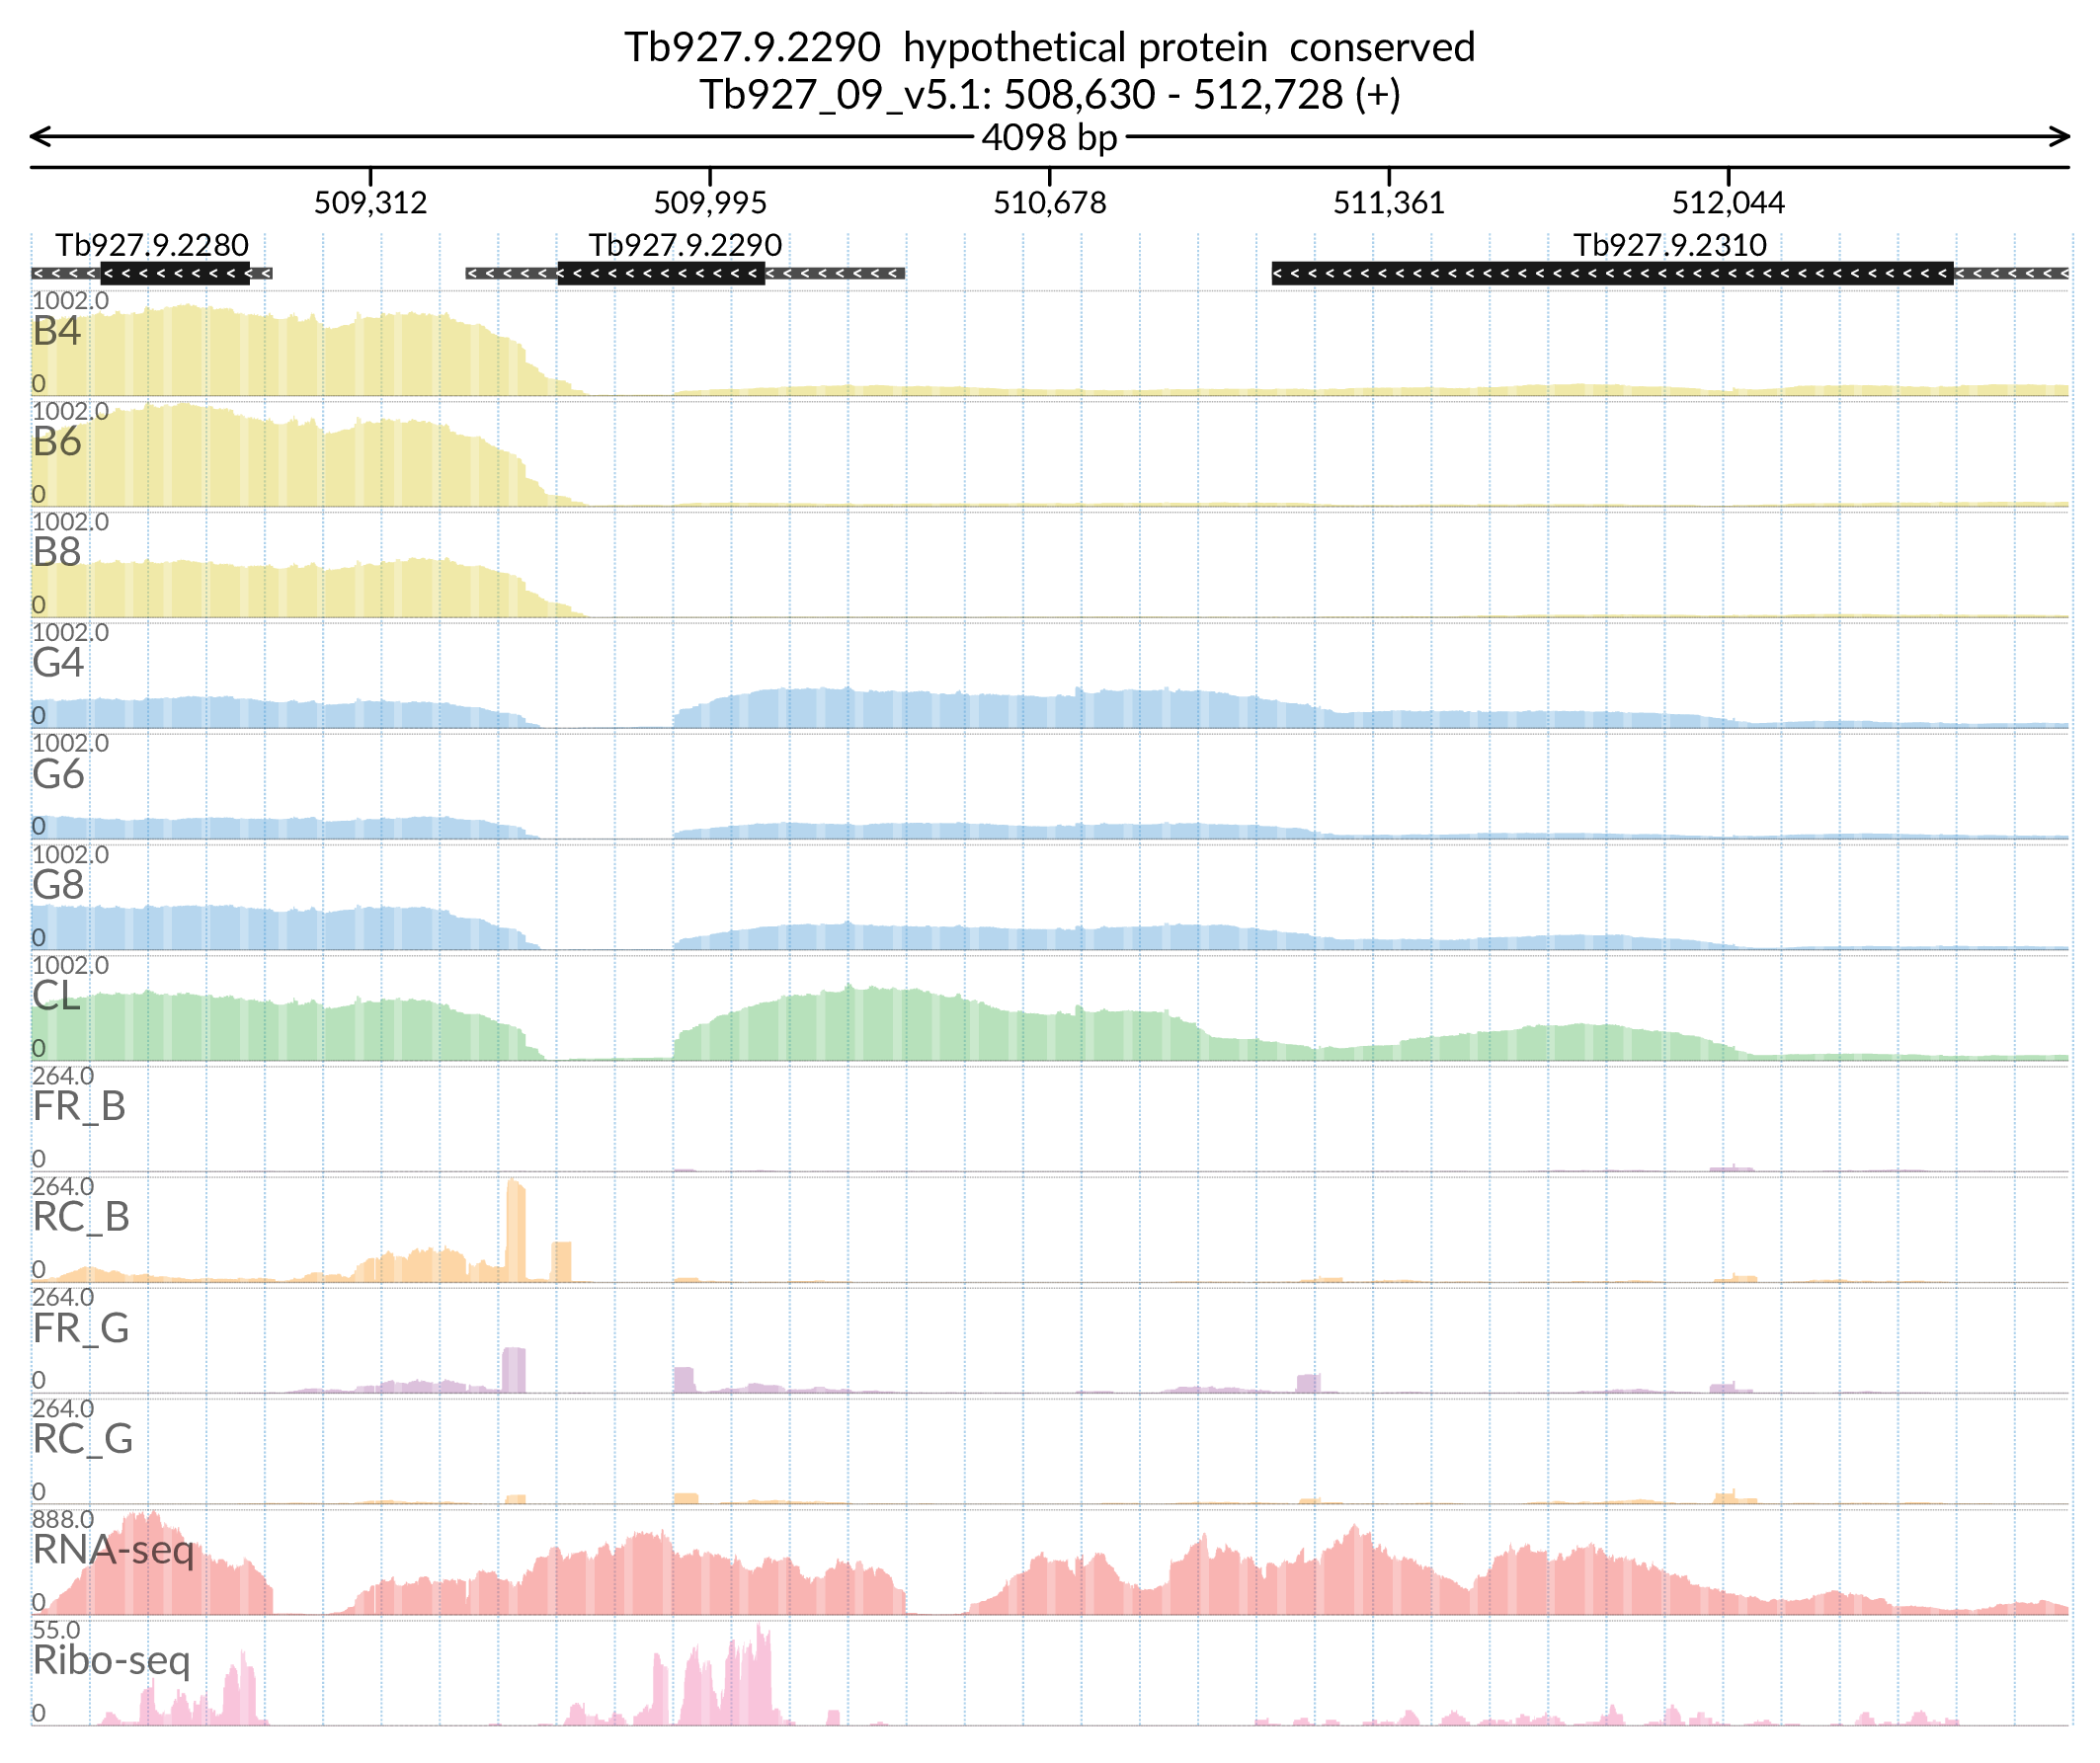 Tb927.9.2290  hypothetical protein  conserved
Tb927_09_v5.1: 508,630 - 512,728 (+)
4098 bp
509,312 509,995 510,678 511,361 512,044
Tb927.9.2280 Tb927.9.2290 Tb927.9.2310
1002.0
B4
0
1002.0
B6
0
1002.0
B8
0
1002.0
G4
0
1002.0
G6
0
1002.0
G8
0
1002.0
CL
0
264.0
FR_B
0
264.0
RC_B
0
264.0
FR_G
0
264.0
RC_G
0
888.0
RNA-seq
0
55.0
Ribo-seq
0